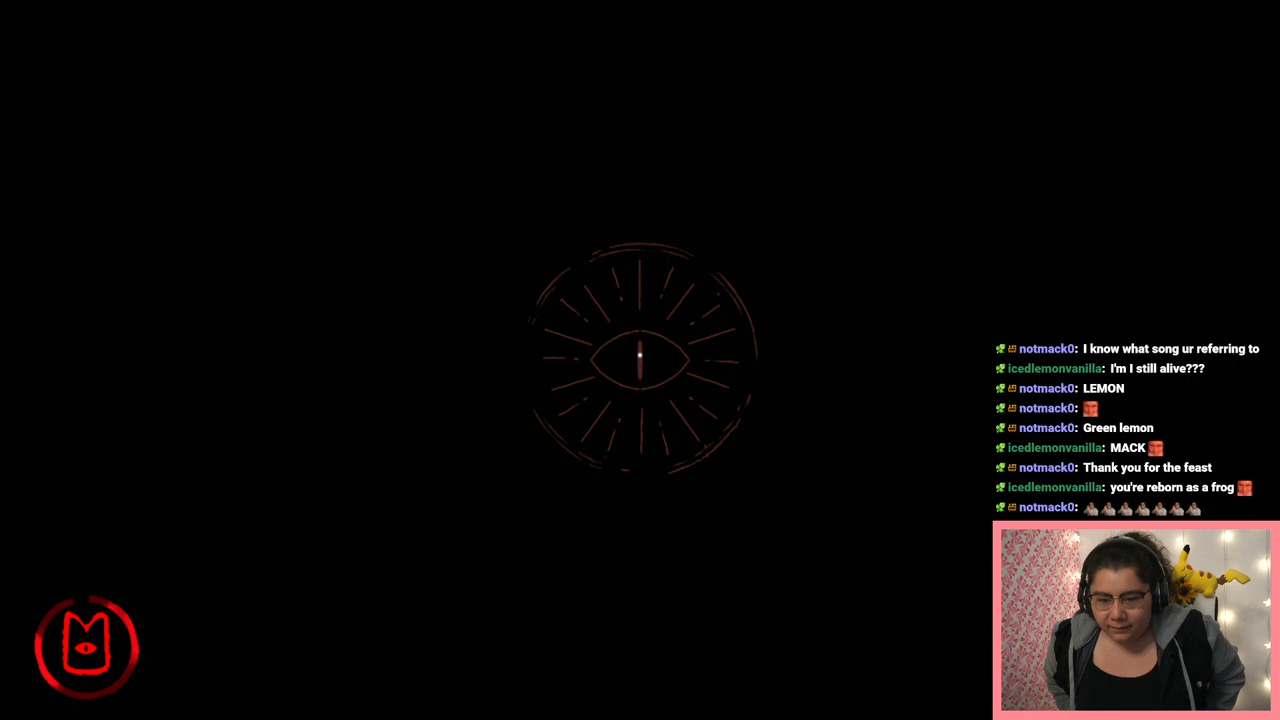 notmack0: I know what song ur referring to
icedlemonvanilla: I'm I still alive???
notmack0: LEMON
notmack0:
notmack0: Green lemon
icedlemonvanilla: MACK
notmack0: Thank you for the feast
icedlemonvanilla: you're reborn as a frog
notmack0: